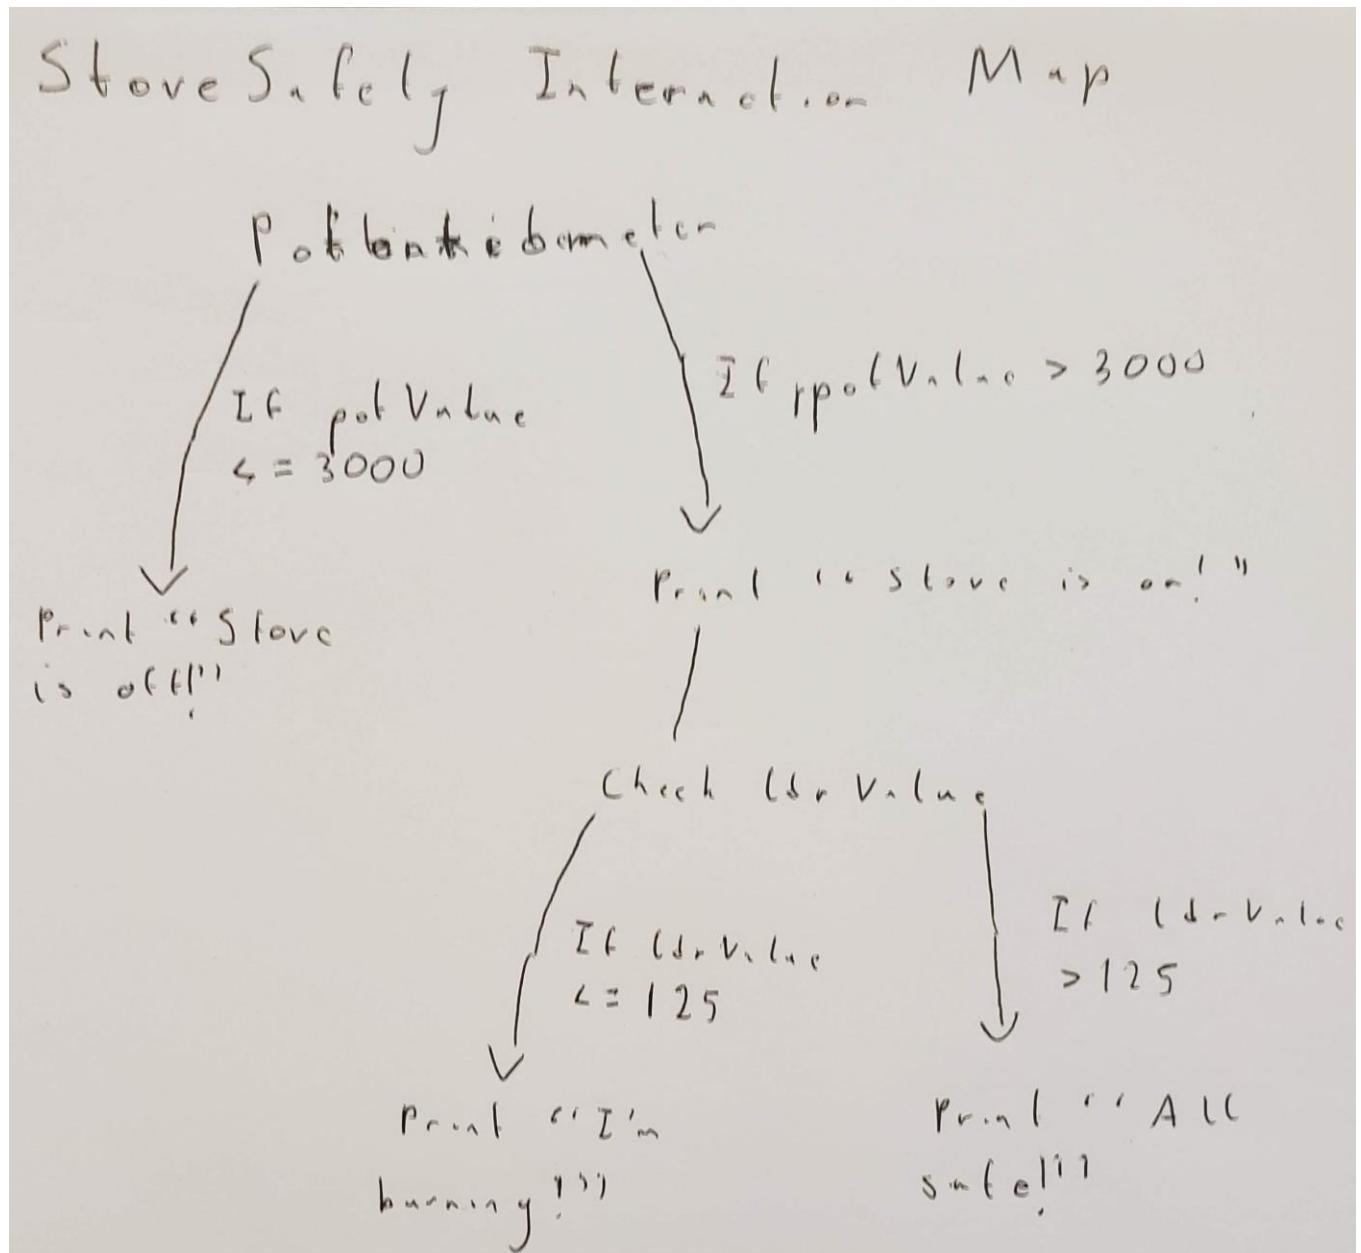 Stove Safety Interaction Map
Potentiometer
If potValue
<= 3000
If potValue > 3000
Print "Stove
is off!"
Print "Stove is on!"
Check ldrValue
If ldrValue
<= 125
If ldrValue
>125
Print "I'm
burning!"
Print "All
safe!"